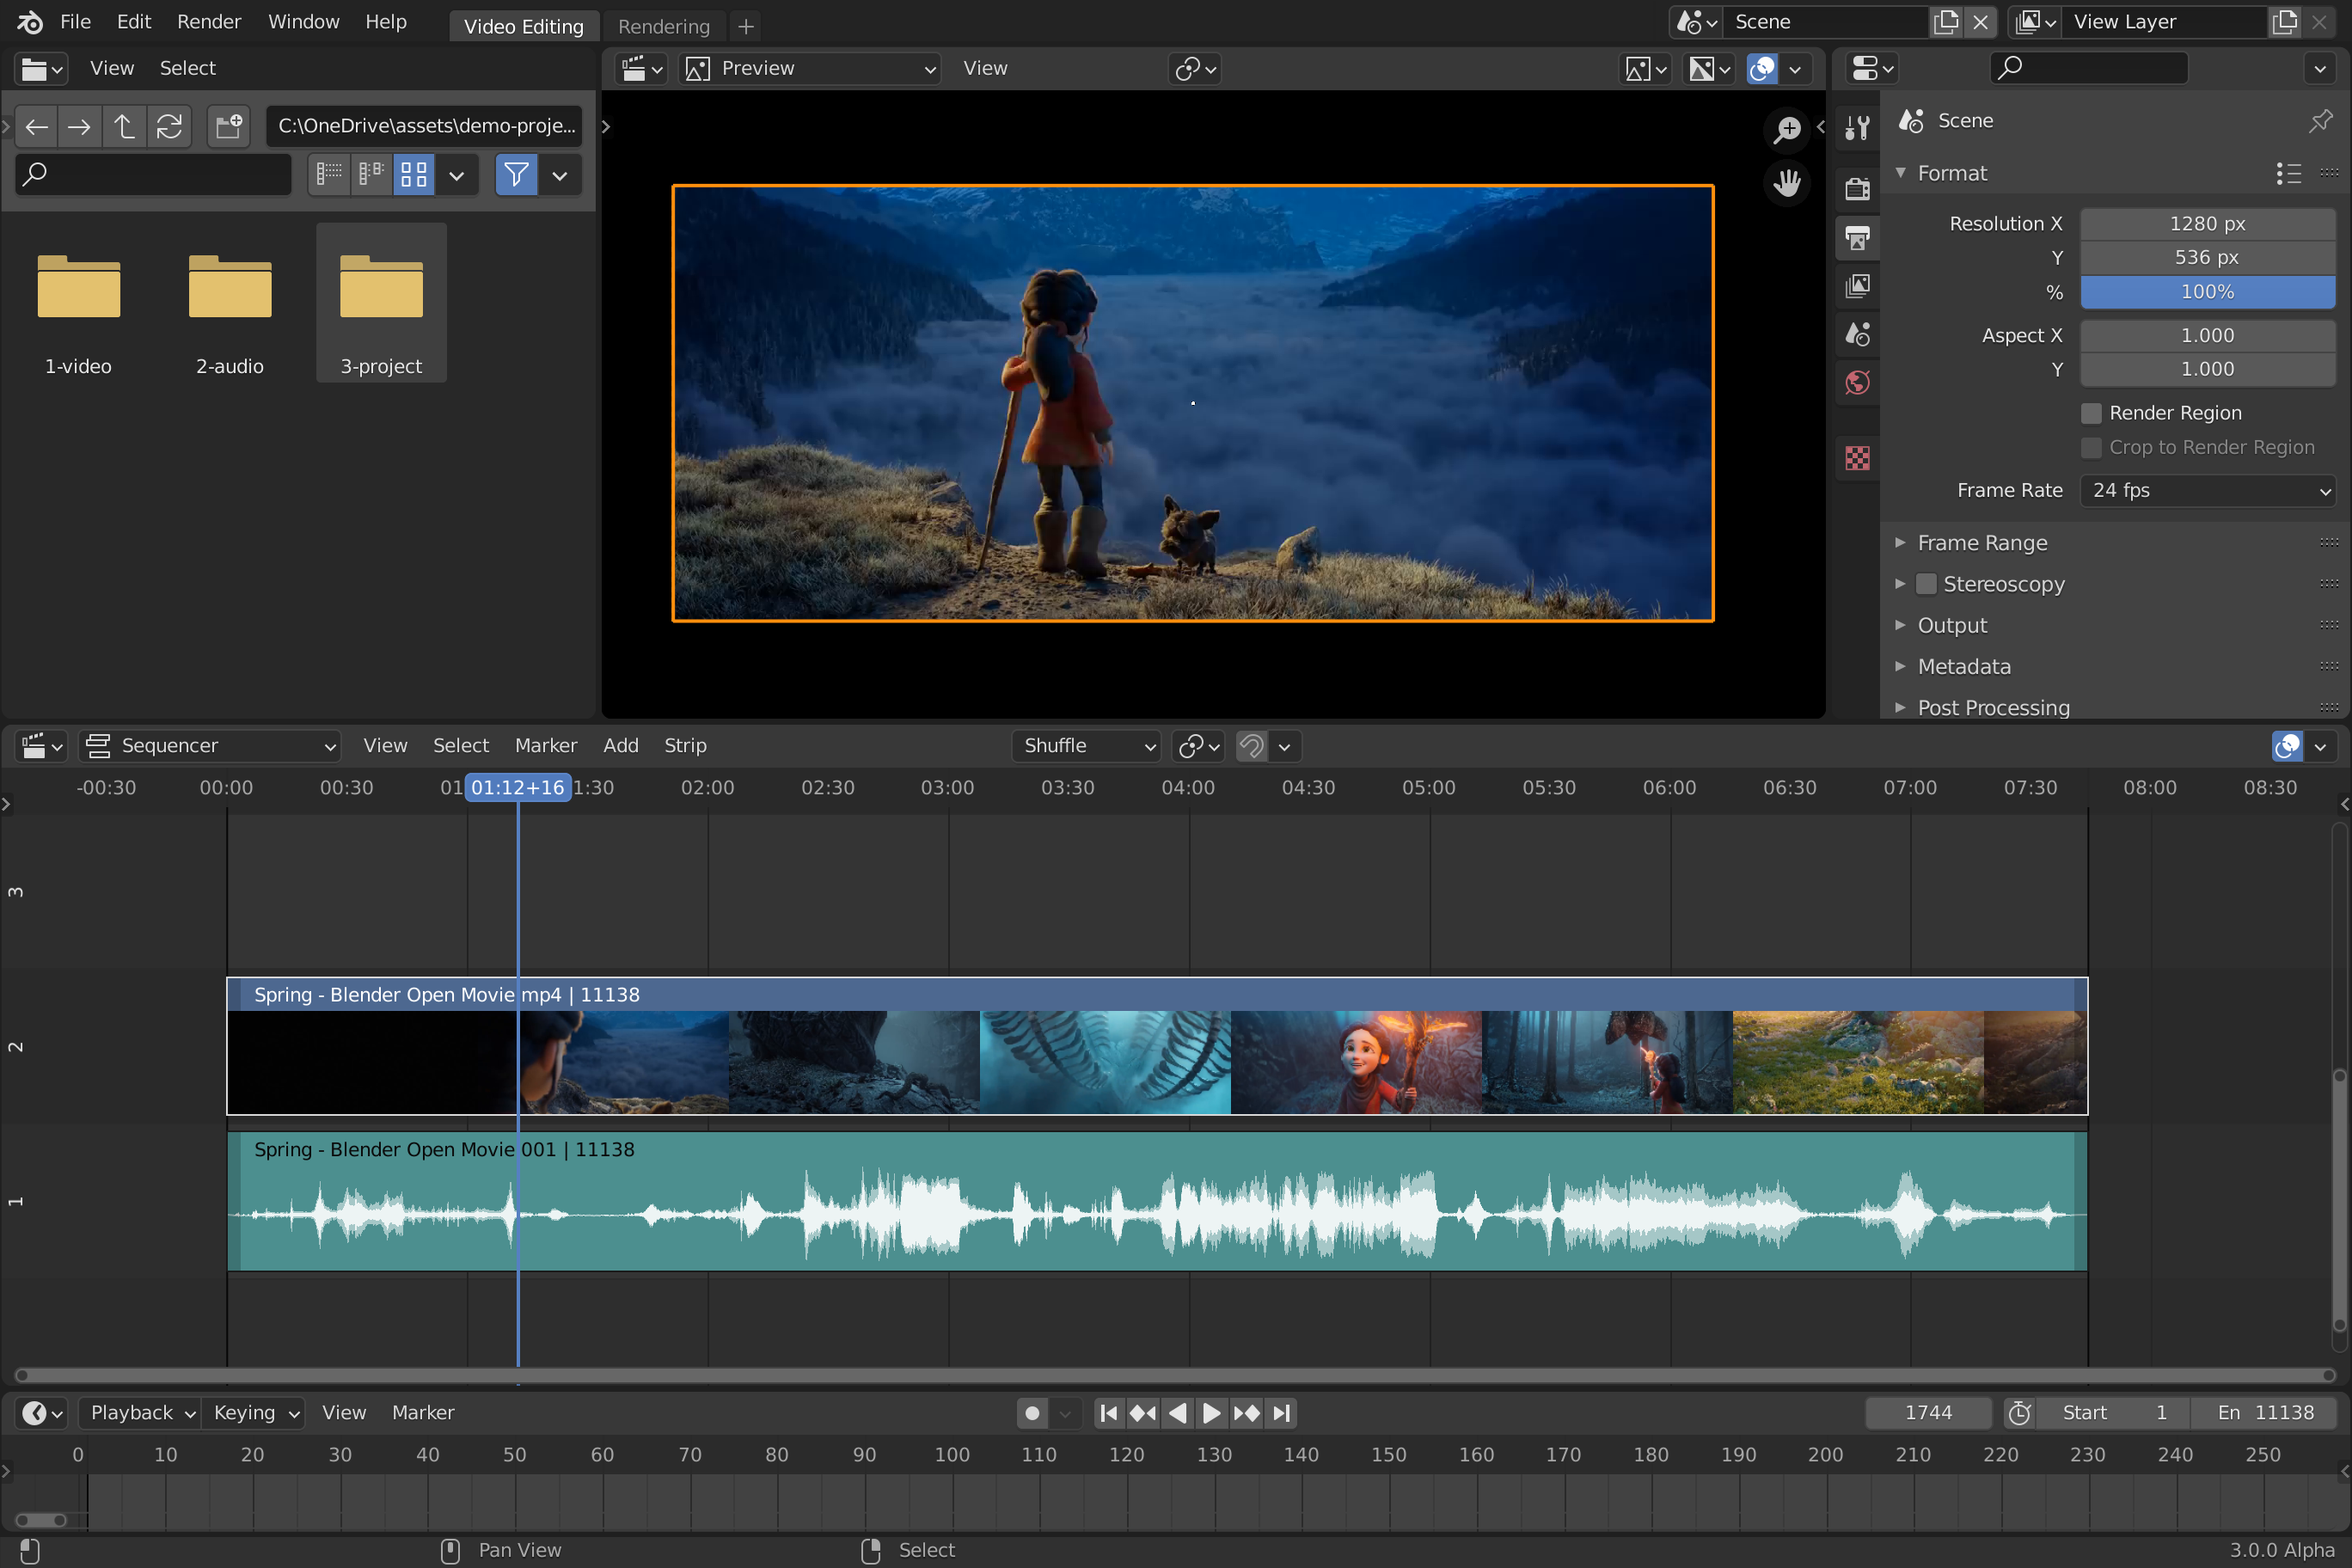 File Edit Render Window Help Video Editing Rendering + Scene View Layer
View Select Preview View
C:\OneDrive\assets\demo-proje...
1-video 2-audio 3-project
Scene
Format
Resolution X 1280 px
Y 536 px
% 100%
Aspect X 1.000
Y 1.000
Render Region
Crop to Render Region
Frame Rate 24 fps
Frame Range
Stereoscopy
Output
Metadata
Post Processing
Sequencer View Select Marker Add Strip Shuffle
-00:30 00:00 00:30 01 01:12+16 1:30 02:00 02:30 03:00 03:30 04:00 04:30 05:00 05:30 06:00 06:30 07:00 07:30 08:00 08:30
3
2
Spring - Blender Open Movie mp4 | 11138
1
Spring - Blender Open Movie 001 | 11138
Playback Keying View Marker 1744 Start 1 En 11138
0 10 20 30 40 50 60 70 80 90 100 110 120 130 140 150 160 170 180 190 200 210 220 230 240 250
Pan View Select 3.0.0 Alpha